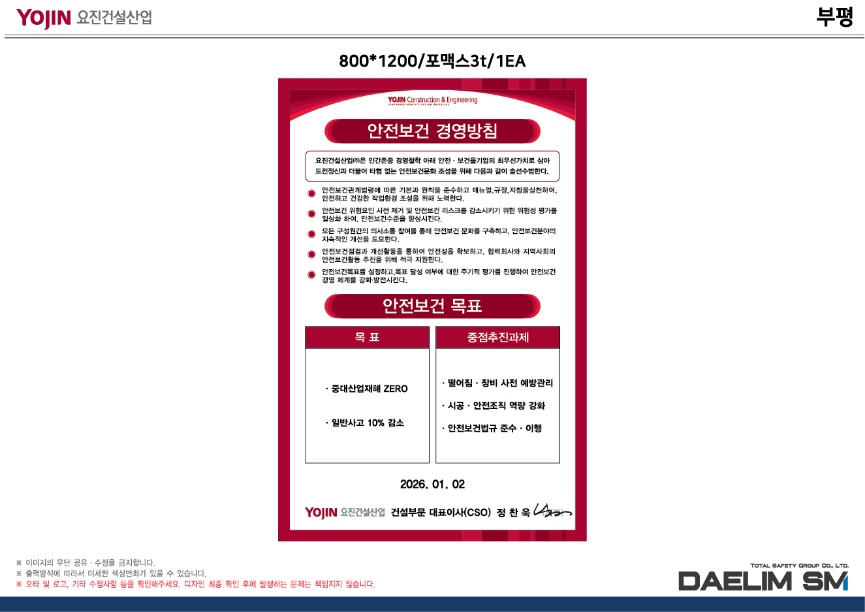 YOJIN 요진건설산업
부평
800*1200/포맥스3t/1EA
YOJIN Construction & Engineering
안전보건 경영방침
요진건설산업㈜은 인간존중 경영철학 아래 안전 · 보건을기업의 최우선가치로 삼아
도전정신과 더불어 타협 없는 안전보건문화 조성을 위해 다음과 같이 솔선수범한다.
안전보건관계법령에 따른 기본과 원칙을 준수하고 매뉴얼,규정,지침을실천하여,
안전하고 건강한 작업환경 조성을 위해 노력한다.
안전보건 위험요인 사전 제거 및 안전보건 리스크를 감소시키기 위한 위험성 평가를
일상화 하여, 안전보건수준을 향상시킨다.
모든 구성원간의 의사소통 참여를 통해 안전보건 문화를 구축하고, 안전보건분야의
지속적인 개선을 도모한다.
안전보건점검과 개선활동을 통하여 안전성을 확보하고, 협력회사와 지역사회의
안전보건활동 추진을 위해 적극 지원한다.
안전보건목표를 설정하고,목표 달성 여부에 대한 주기적 평가를 진행하여 안전보건
경영 체계를 강화·발전시킨다.
안전보건 목표
목 표
중점추진과제
· 중대산업재해 ZERO
· 일반사고 10% 감소
· 떨어짐 · 장비 사전 예방관리
· 시공 · 안전조직 역량 강화
· 안전보건법규 준수 · 이행
2026. 01. 02
YOJIN 요진건설산업 건설부문 대표이사(CSO) 정 찬 욱
※ 이미지의 무단 공유 · 수정을 금지합니다.
※ 출력방식에 따라서 미세한 색상변화가 있을 수 있습니다.
※ 오타 및 로고, 기타 수정사항 등을 확인해주세요. 디자인 최종 확인 후에 발생하는 문제는 책임지지 않습니다.
TOTAL SAFETY GROUP CO., LTD.
DAELIM SM